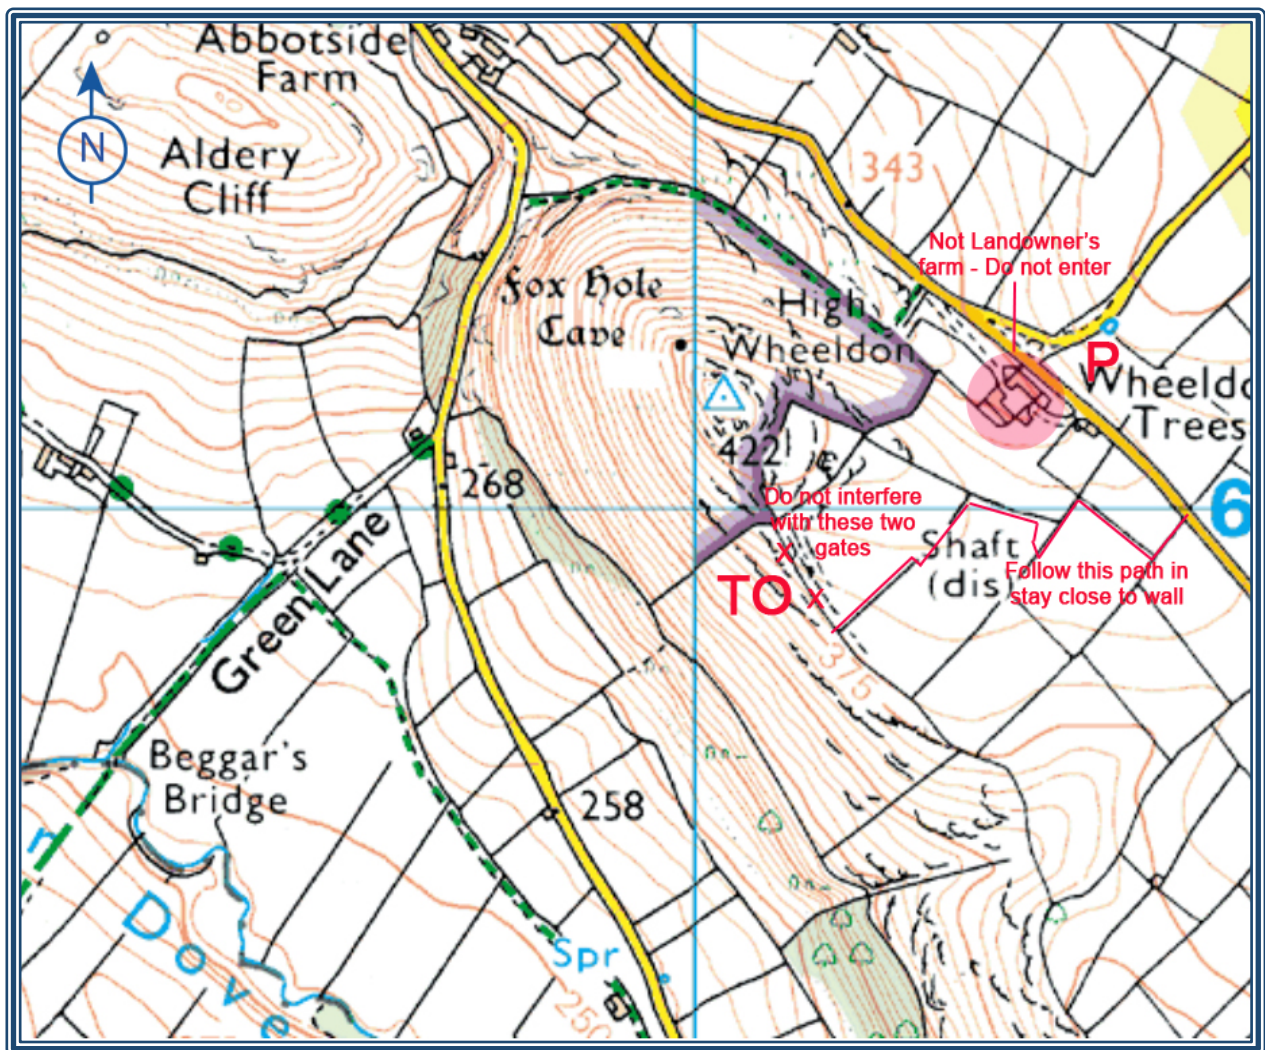 Abbotside
Farm
N
Aldery
Cliff
343
Not Landowner's
farm - Do not enter
Fox Hole
Cave
High
Wheeldon
P
Wheeldo
Trees
422
268
Do not interfere
with these two
gates
x
6
Shaft
(dis)
Follow this path in
stay close to wall
TO
x
Green Lane
375
Beggar's
Bridge
258
n
Dove
Spr
250